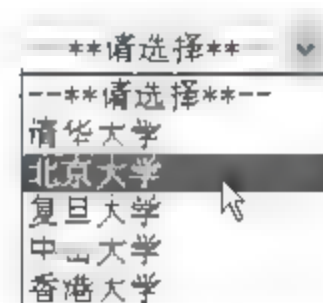 **请选择**
--**请选择**--
清华大学
北京大学
复旦大学
中山大学
香港大学